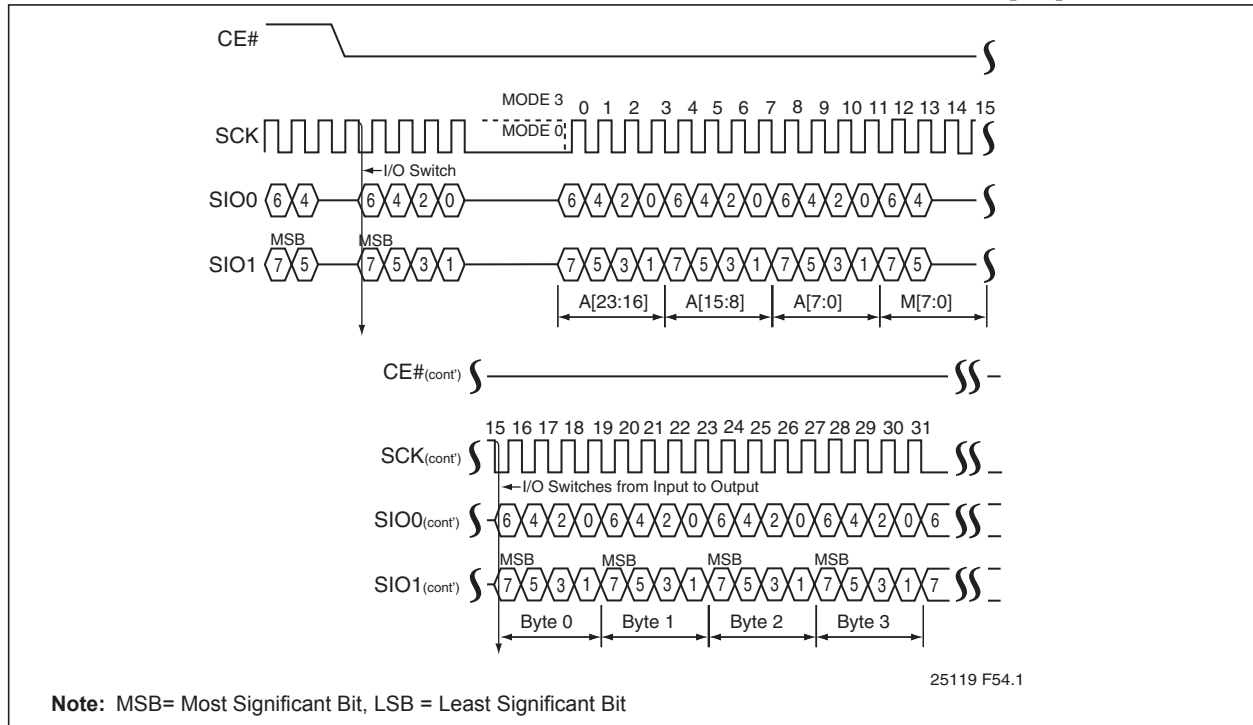 CE#
MODE 3
0 1 2 3 4 5 6 7 8 9 10 11 12 13 14 15
SCK
MODE 0
I/O Switch
SIO0 6 4 6 4 2 0 6 4 2 0 6 4 2 0 6 4 2 0 6 4
MSB MSB
SIO1 7 5 7 5 3 1 7 5 3 1 7 5 3 1 7 5 3 1 7 5
A[23:16] A[15:8] A[7:0] M[7:0]
CE#(cont')
15 16 17 18 19 20 21 22 23 24 25 26 27 28 29 30 31
SCK(cont')
I/O Switches from Input to Output
SIO0(cont') 6 4 2 0 6 4 2 0 6 4 2 0 6 4 2 0 6
MSB MSB MSB MSB
SIO1(cont') 7 5 3 1 7 5 3 1 7 5 3 1 7 5 3 1 7
Byte 0 Byte 1 Byte 2 Byte 3
25119 F54.1
Note: MSB= Most Significant Bit, LSB = Least Significant Bit